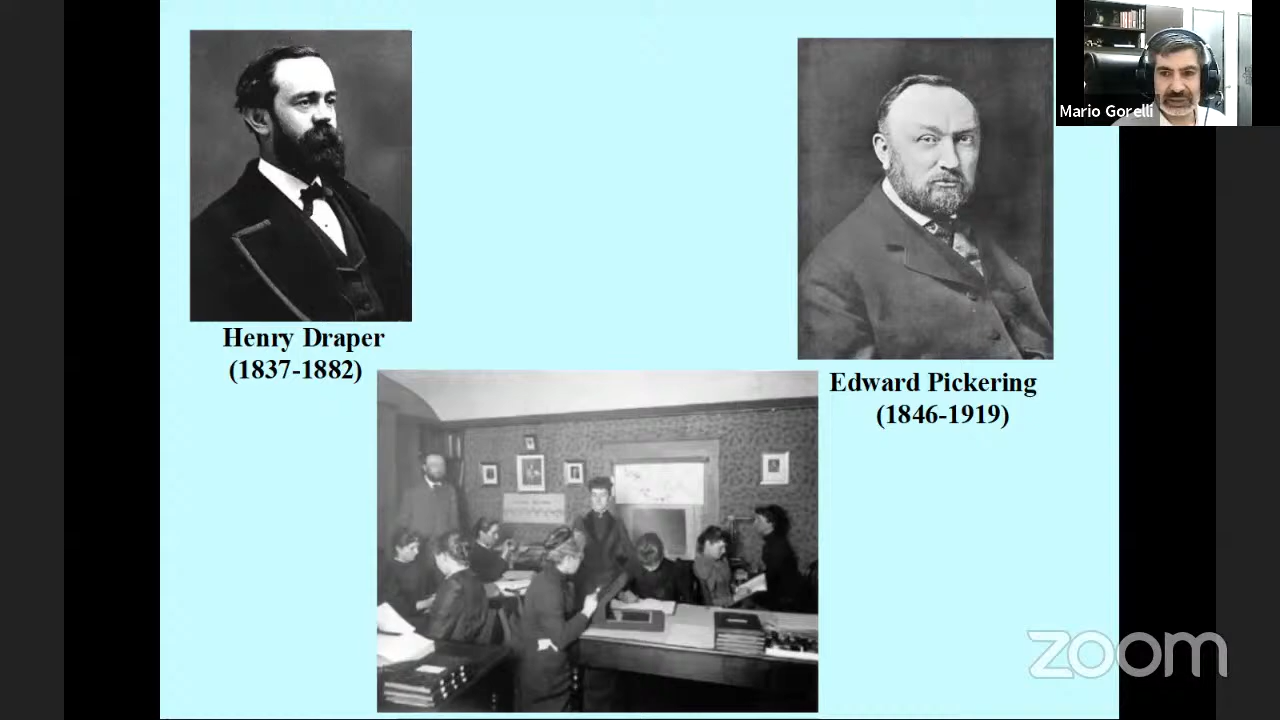 Mario Gorelli
Henry Draper
(1837-1882)
Edward Pickering
(1846-1919)
zoom